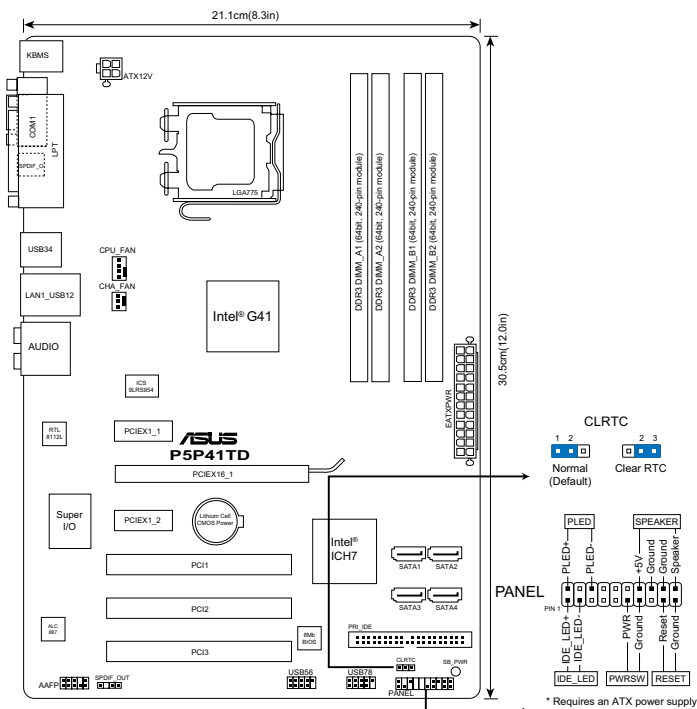 21.1cm(8.3in)
KBMS
ATX12V
COM1
LPT
SPDIF_O
LGA775
DDR3 DIMM_A1 (64bit, 240-pin module)
DDR3 DIMM_A2 (64bit, 240-pin module)
DDR3 DIMM_B1 (64bit, 240-pin module)
DDR3 DIMM_B2 (64bit, 240-pin module)
USB34
CPU_FAN
CHA_FAN
LAN1_USB12
Intel® G41
30.5cm(12.0in)
AUDIO
EATXPWR
ICS
9LRS954
RTL
8112L
PCIEX1_1
ASUS
P5P41TD
PCIEX16_1
Super
I/O
PCIEX1_2
Lithium Cell
CMOS Power
Intel®
ICH7
SATA1
SATA2
PCI1
SATA3
SATA4
PCI2
ALC
887
8Mb
BIOS
PRI_IDE
PCI3
CLRTC
SB_PWR
AAFP
SPDIF_OUT
USB56
USB78
PANEL
CLRTC
1 2
2 3
Normal
(Default)
Clear RTC
PLED
SPEAKER
PLED+
PLED-
+5V
Ground
Ground
Speaker
PANEL
PIN 1
IDE_LED+
IDE_LED-
PWR
Ground
Reset
Ground
IDE_LED
PWRSW
RESET
* Requires an ATX power supply